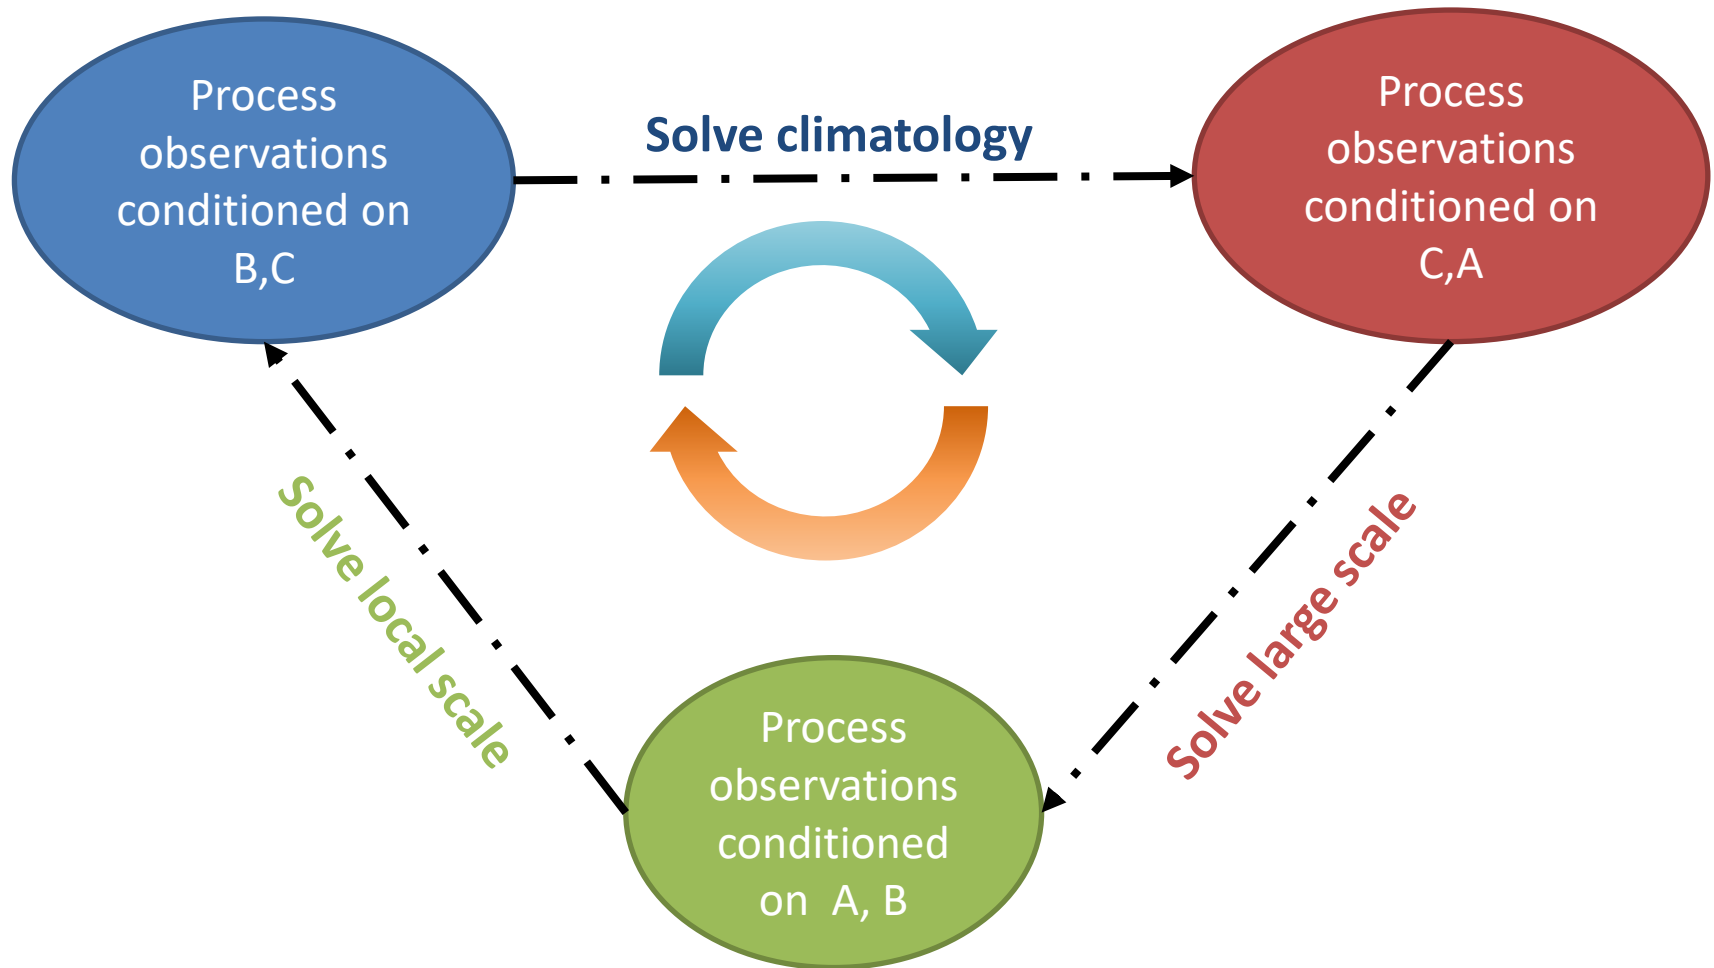 Process
observations
conditioned on
B,C
Solve climatology
Process
observations
conditioned on
C,A
Solve local scale
Solve large scale
Process
observations
conditioned
on  A, B